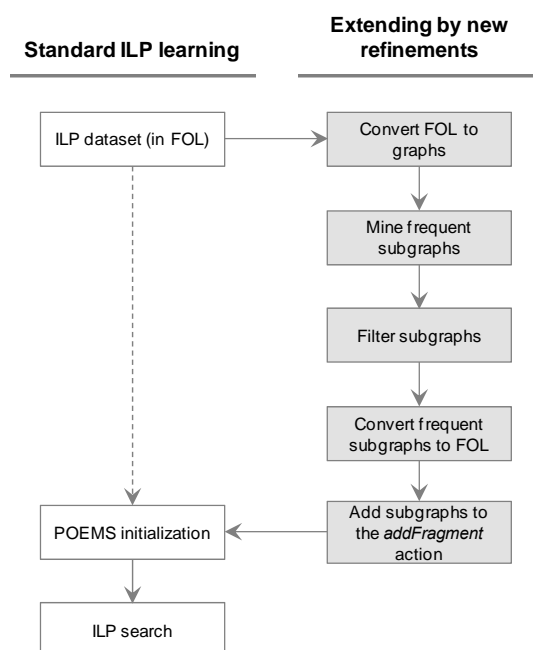 Standard ILP learning
Extending by new
refinements
ILP dataset (in FOL)
Convert FOL to
graphs
Mine frequent
subgraphs
Filter subgraphs
Convert frequent
subgraphs to FOL
Add subgraphs to
the addFragment
action
POEMS initialization
ILP search